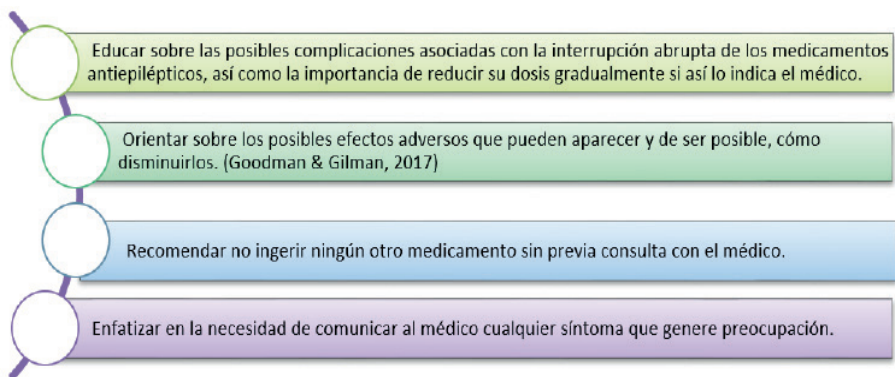 Educar sobre las posibles complicaciones asociadas con la interrupción abrupta de los medicamentos
antiepilépticos, así como la importancia de reducir su dosis gradualmente si así lo indica el médico.
Orientar sobre los posibles efectos adversos que pueden aparecer y de ser posible, cómo
disminuirlos. (Goodman & Gilman, 2017)
Recomendar no ingerir ningún otro medicamento sin previa consulta con el médico.
Enfatizar en la necesidad de comunicar al médico cualquier síntoma que genere preocupación.